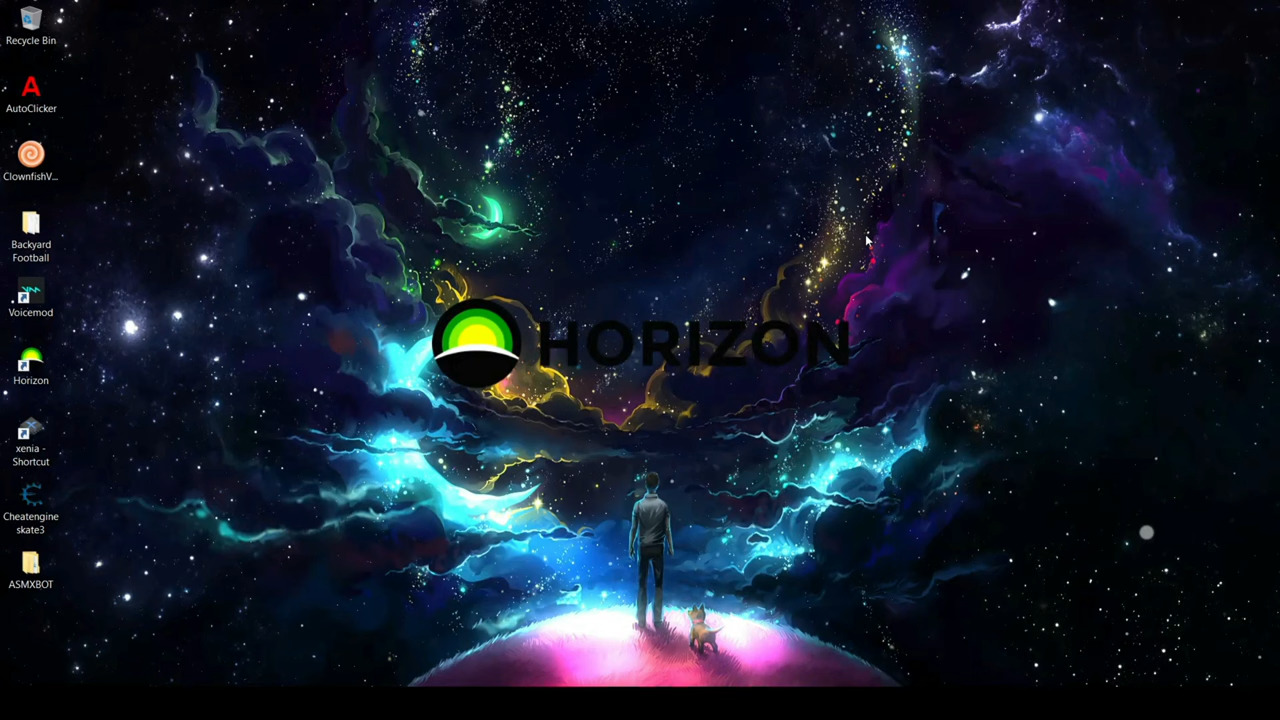 Recycle Bin
A
AutoClicker
ClownfishV...
Backyard
Football
Voicemod
HORIZON
Horizon
xenia -
Shortcut
Cheatengine
skate3
ASMXBOT